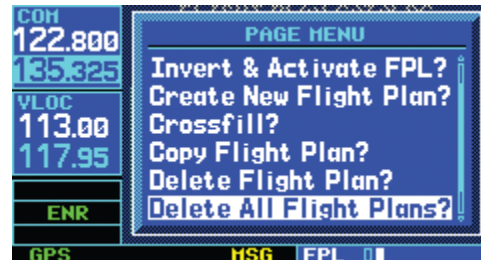 COM
122.800
135.325
VLOC
113.00
117.95
ENR
GPS
PAGE MENU
Invert & Activate FPL?
Create New Flight Plan?
Crossfill?
Copy Flight Plan?
Delete Flight Plan?
Delete All Flight Plans?
MSG
FPL